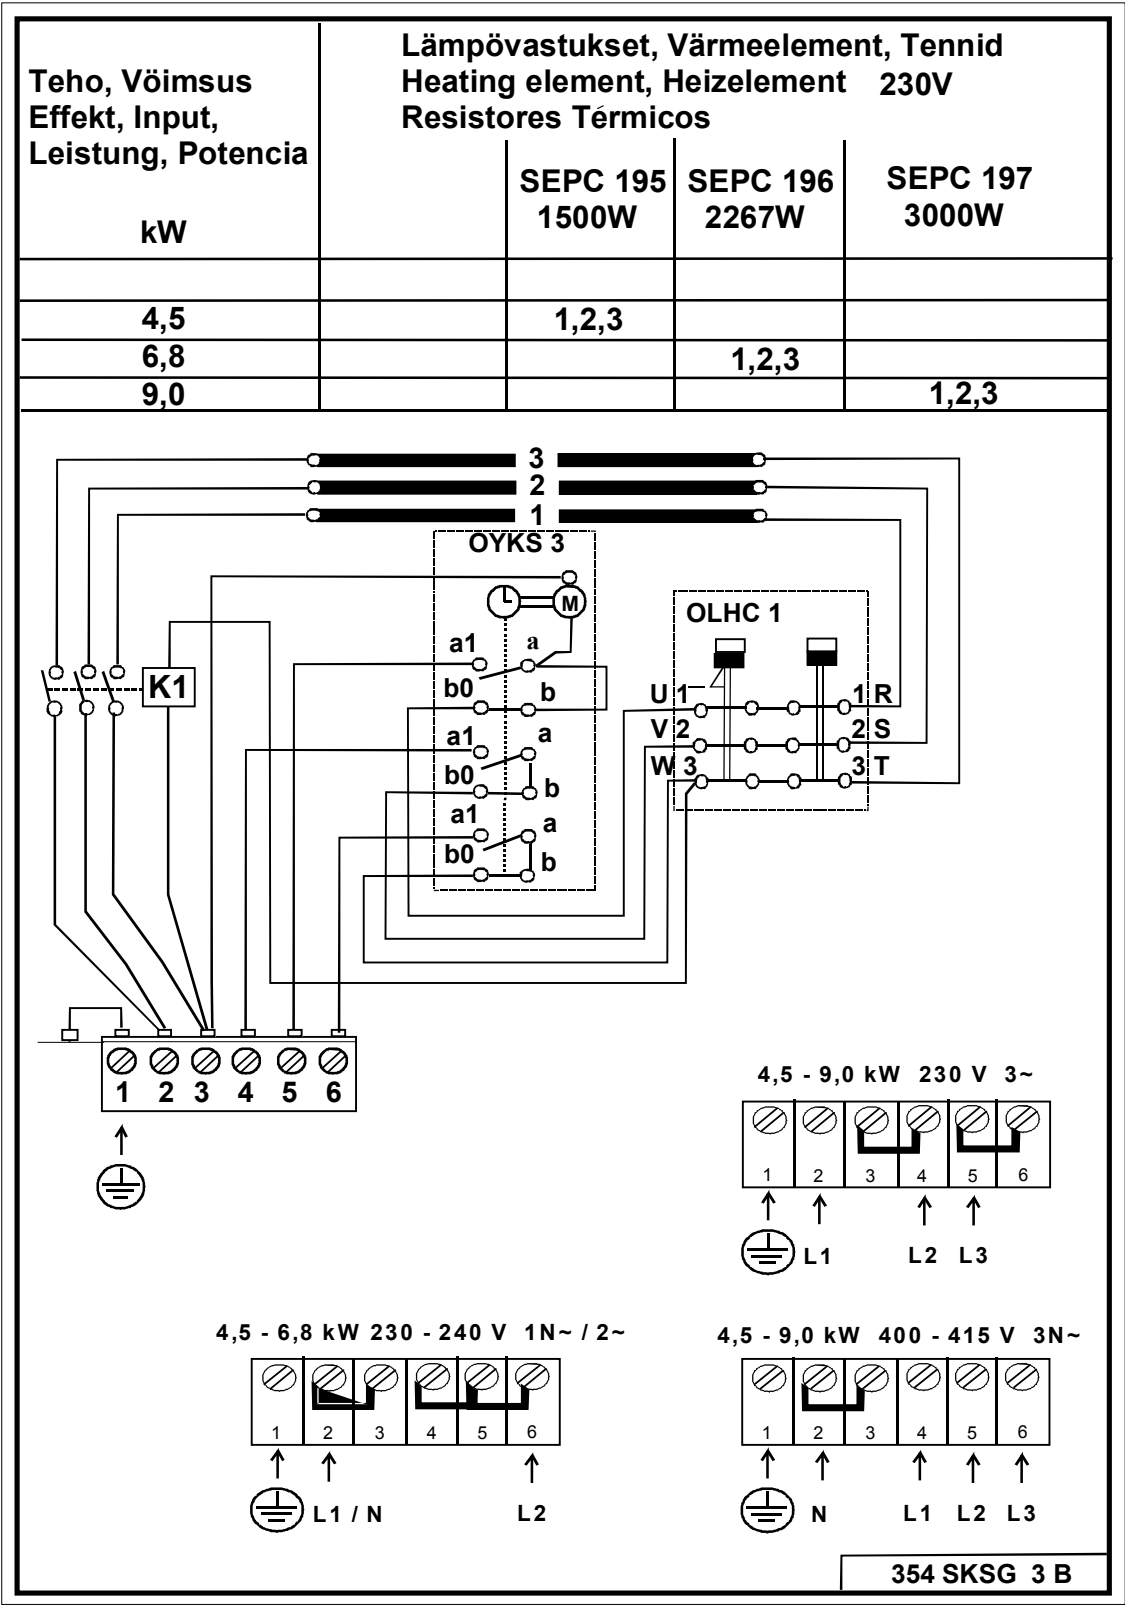 Teho, Vöimsus
Effekt, Input,
Leistung, Potencia
kW
Lämpövastukset, Värmeelement, Tennid
Heating element, Heizelement 230V
Resistores Térmicos
SEPC 195
1500W
SEPC 196
2267W
SEPC 197
3000W
4,5 1,2,3
6,8 1,2,3
9,0 1,2,3
3
2
1
OYKS 3
M
OLHC 1
a1 a
b0 b
K1
U 1 1 R
a1 a
V 2 2 S
b0 b
W 3 3 T
a1 a
b0 b
1 2 3 4 5 6
4,5 - 9,0 kW 230 V 3~
1 2 3 4 5 6
L1 L2 L3
4,5 - 6,8 kW 230 - 240 V 1N~ / 2~
1 2 3 4 5 6
L1 / N L2
4,5 - 9,0 kW 400 - 415 V 3N~
1 2 3 4 5 6
N L1 L2 L3
354 SKSG 3 B